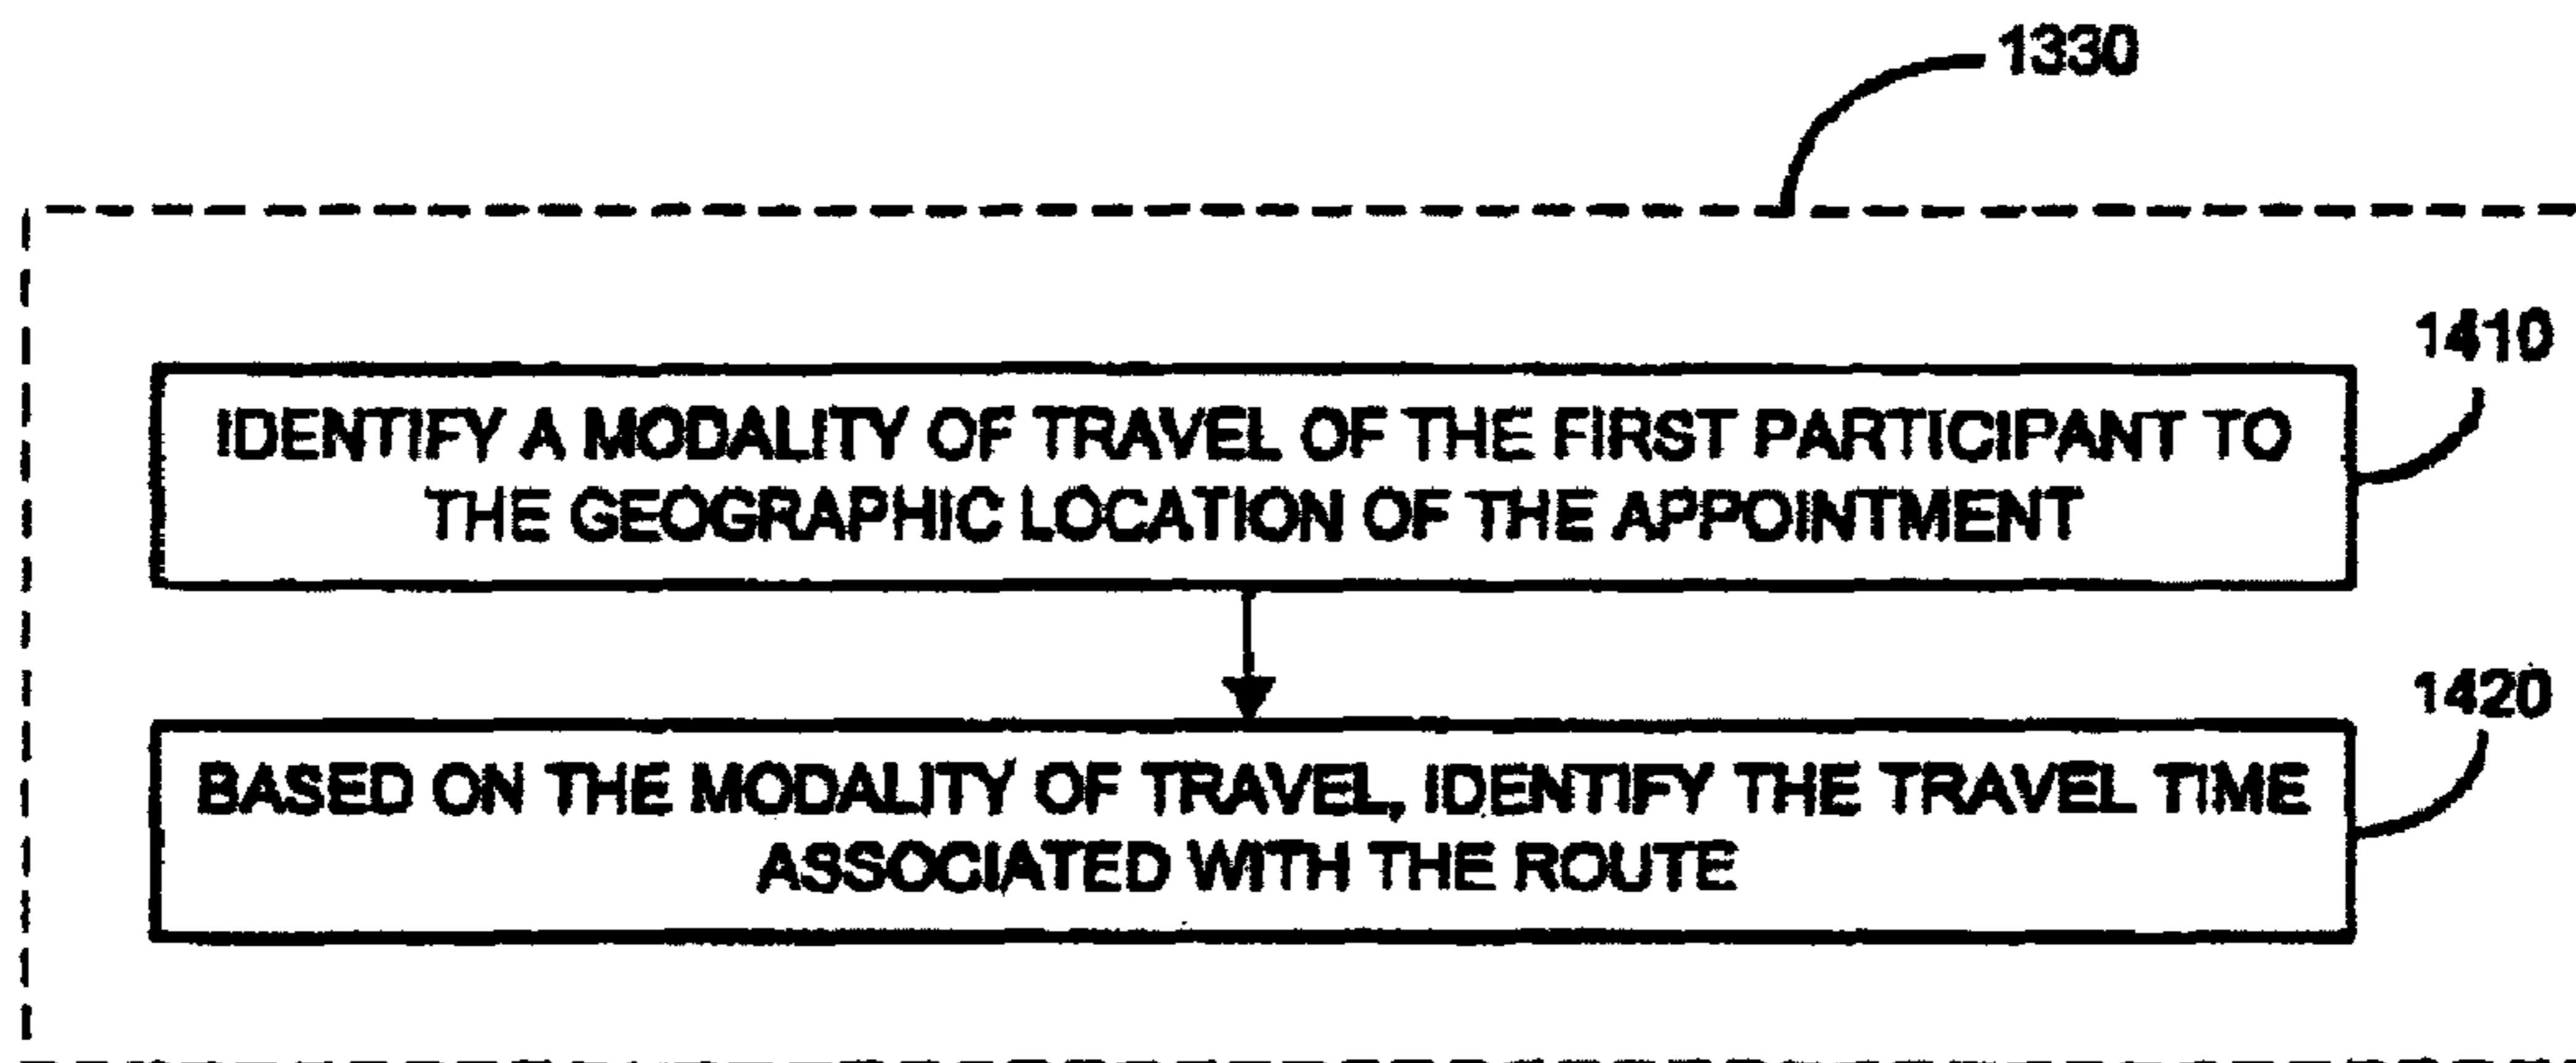 1330
1410
IDENTIFY A MODALITY OF TRAVEL OF THE FIRST PARTICIPANT TO
THE GEOGRAPHIC LOCATION OF THE APPOINTMENT
1420
BASED ON THE MODALITY OF TRAVEL, IDENTIFY THE TRAVEL TIME
ASSOCIATED WITH THE ROUTE